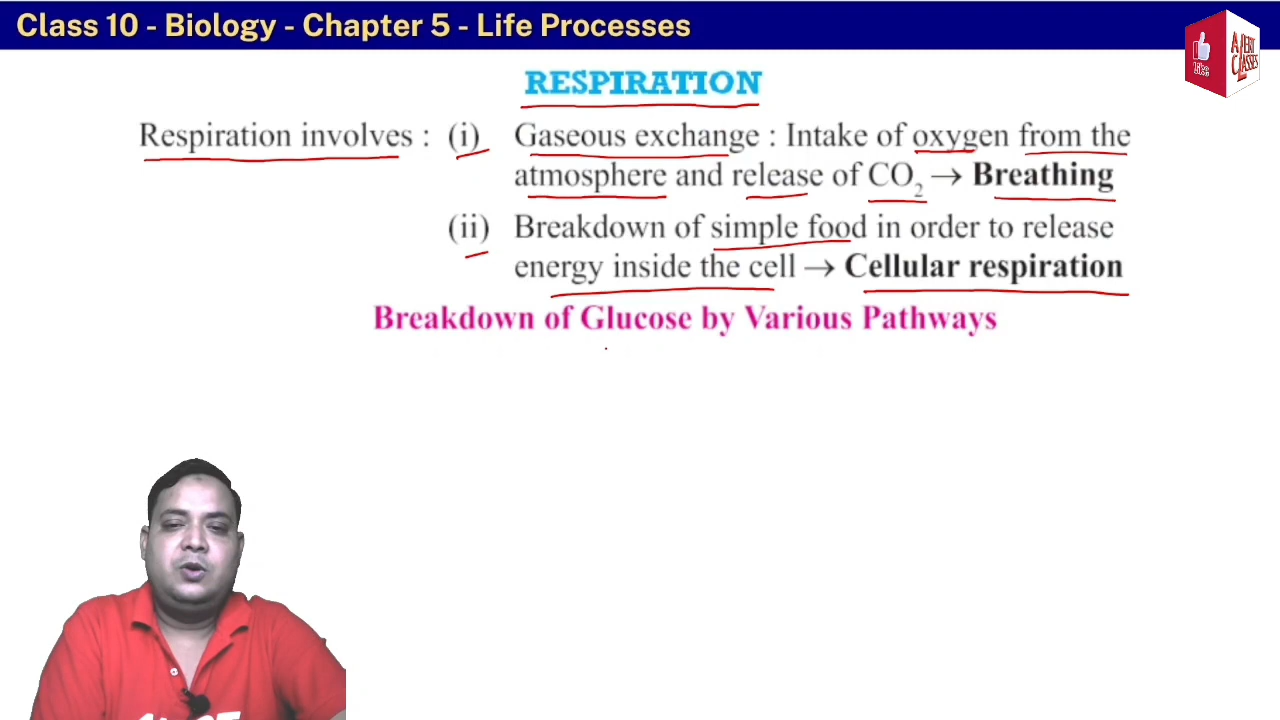 Class 10 - Biology - Chapter 5 - Life Processes
RESPIRATION
Respiration involves : (i) Gaseous exchange : Intake of oxygen from the
atmosphere and release of CO₂ → Breathing
(ii) Breakdown of simple food in order to release
energy inside the cell → Cellular respiration
Breakdown of Glucose by Various Pathways